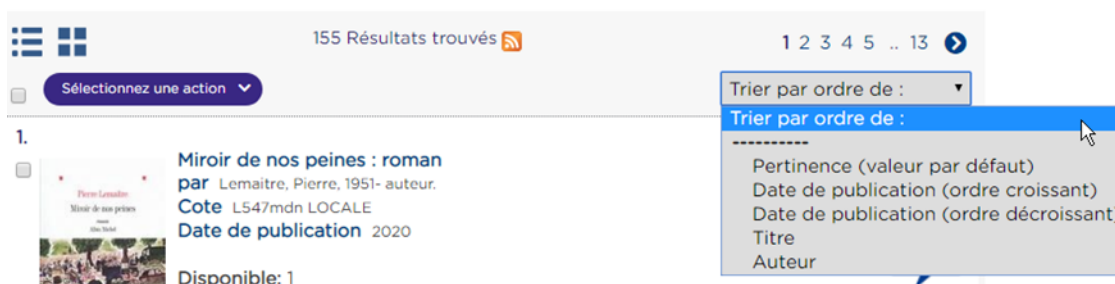 155 Résultats trouvés
1 2 3 4 5 .. 13
Sélectionnez une action
Trier par ordre de :
Trier par ordre de :
----------
Pertinence (valeur par défaut)
Date de publication (ordre croissant)
Date de publication (ordre décroissant)
Titre
Auteur
1.
Pierre Lemaitre
Miroir de nos peines
roman
Albin Michel
Miroir de nos peines : roman
par Lemaitre, Pierre, 1951- auteur.
Cote L547mdn LOCALE
Date de publication 2020
Disponible: 1